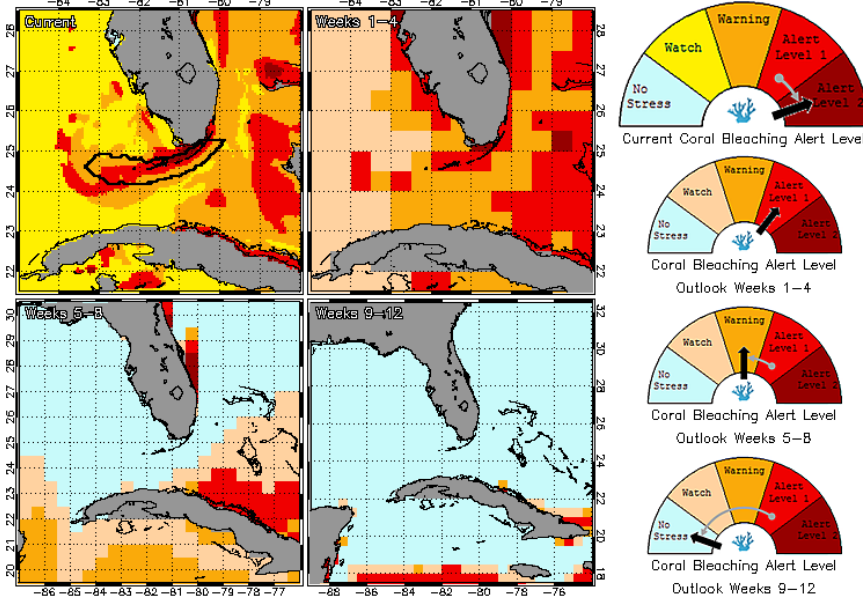 −84 −83 −82 −81 −80 −79
Current
28
27
26
25
24
23
22
−84 −83 −82 −81 −80 −79
Weeks 1−4
28
27
26
25
24
23
22
Warning
Watch
Alert
Level 1
No
Stress
Alert
Level 2
Current Coral Bleaching Alert Level
Warning
Watch
Alert
Level 1
No
Stress
Alert
Level 2
Coral Bleaching Alert Level
Outlook Weeks 1−4
Weeks 5−8
30
29
28
27
26
25
24
23
22
21
20
−86 −85 −84 −83 −82 −81 −80 −79 −78 −77
Weeks 9−12
32
30
28
26
24
22
20
18
−88 −86 −84 −82 −80 −78 −76
Warning
Watch
Alert
Level 1
No
Stress
Alert
Level 2
Coral Bleaching Alert Level
Outlook Weeks 5−8
Warning
Watch
Alert
Level 1
No
Stress
Alert
Level 2
Coral Bleaching Alert Level
Outlook Weeks 9−12